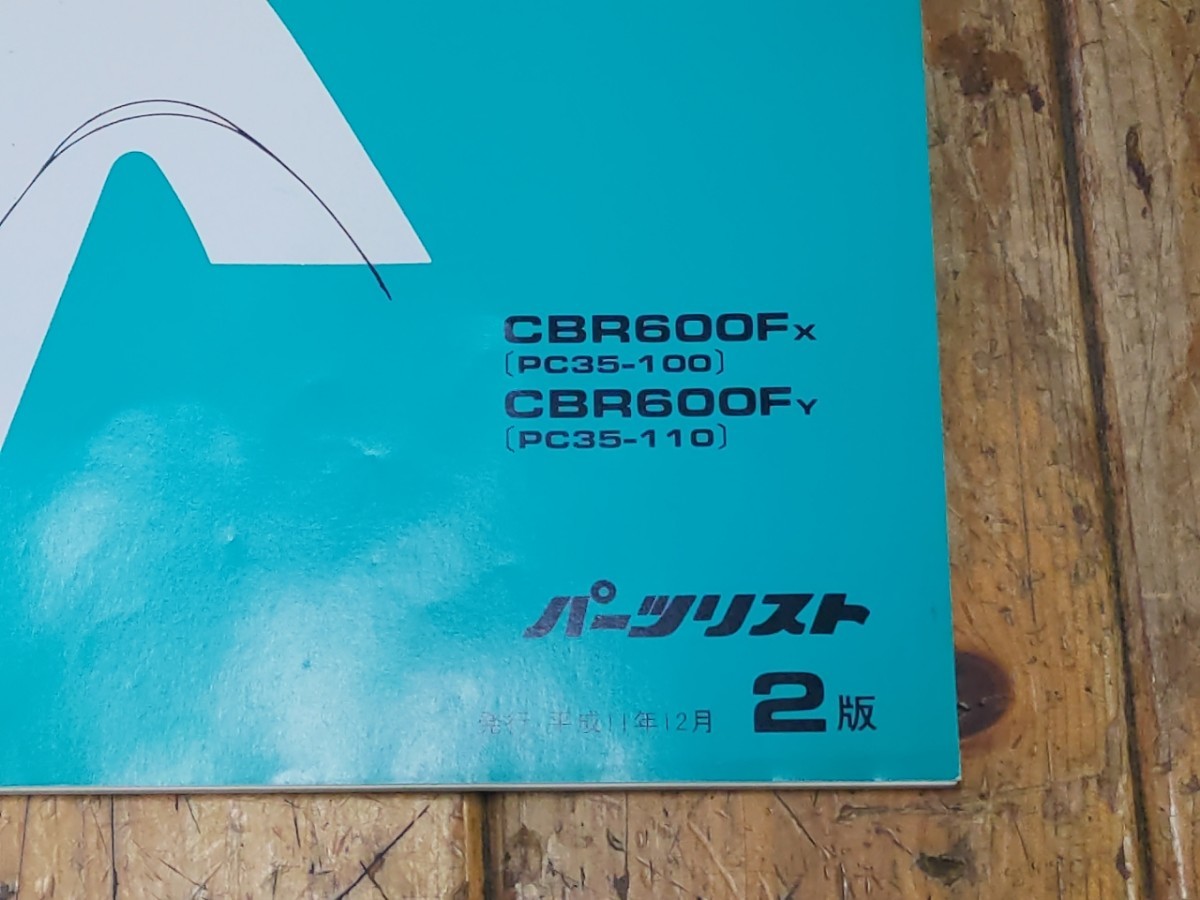 CBR600FX
〔PC35-100〕
CBR600FY
〔PC35-110〕
パーツリスト
発行 平成11年12月 2版